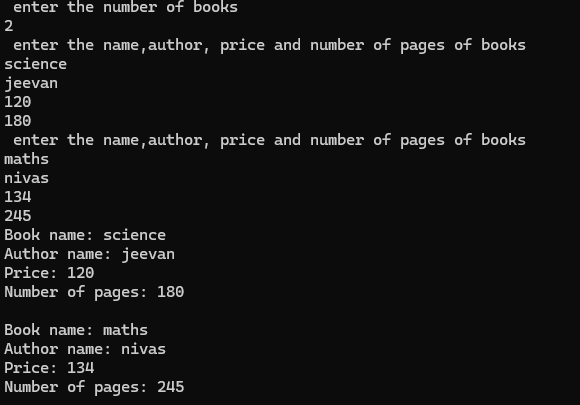 enter the number of books
2
enter the name,author, price and number of pages of books
science
jeevan
120
180
enter the name,author, price and number of pages of books
maths
nivas
134
245
Book name: science
Author name: jeevan
Price: 120
Number of pages: 180

Book name: maths
Author name: nivas
Price: 134
Number of pages: 245